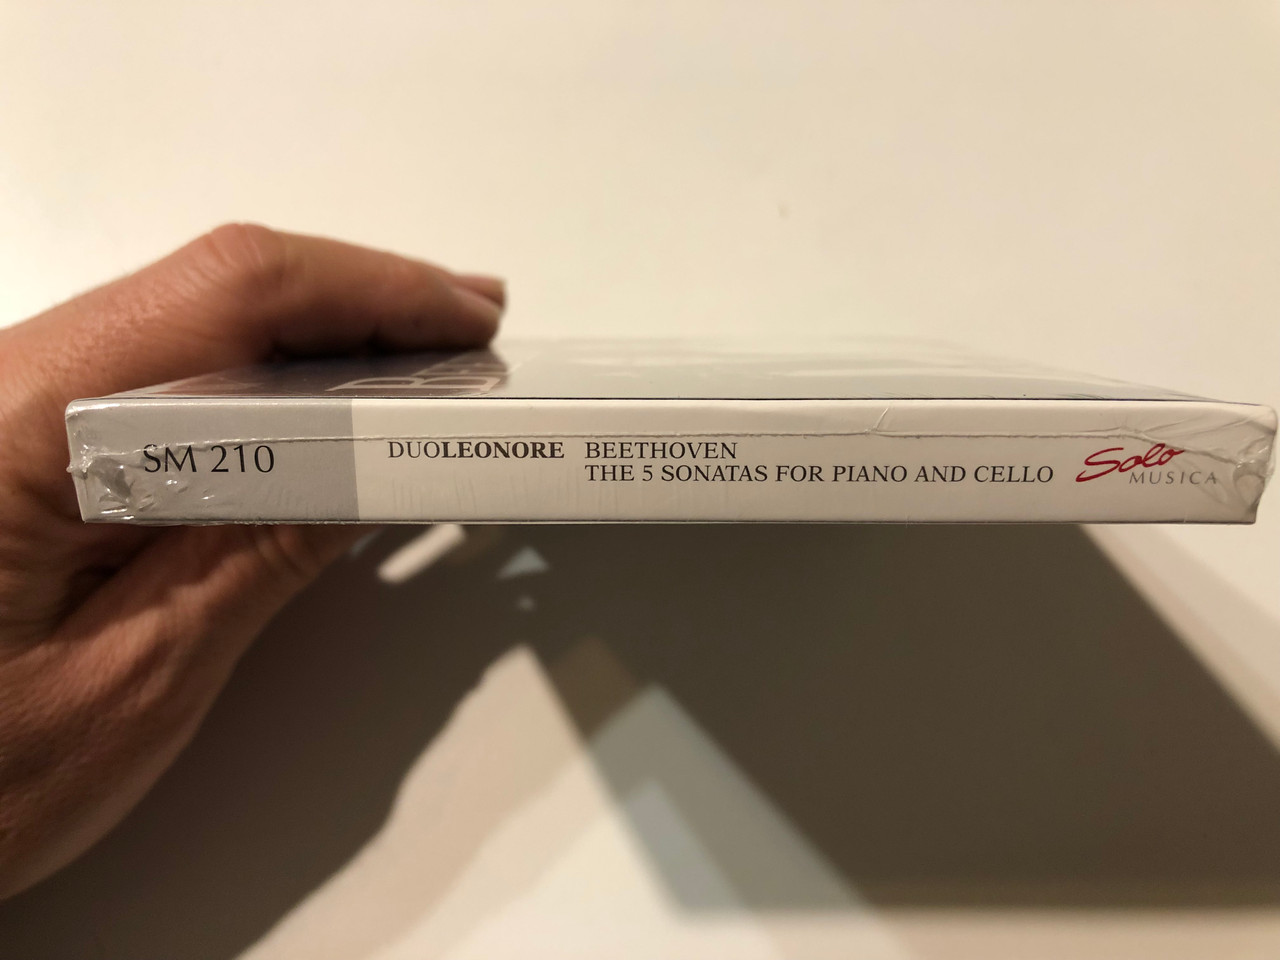 SM 210
DUOLEONORE BEETHOVEN
THE 5 SONATAS FOR PIANO AND CELLO
Solo
MUSICA